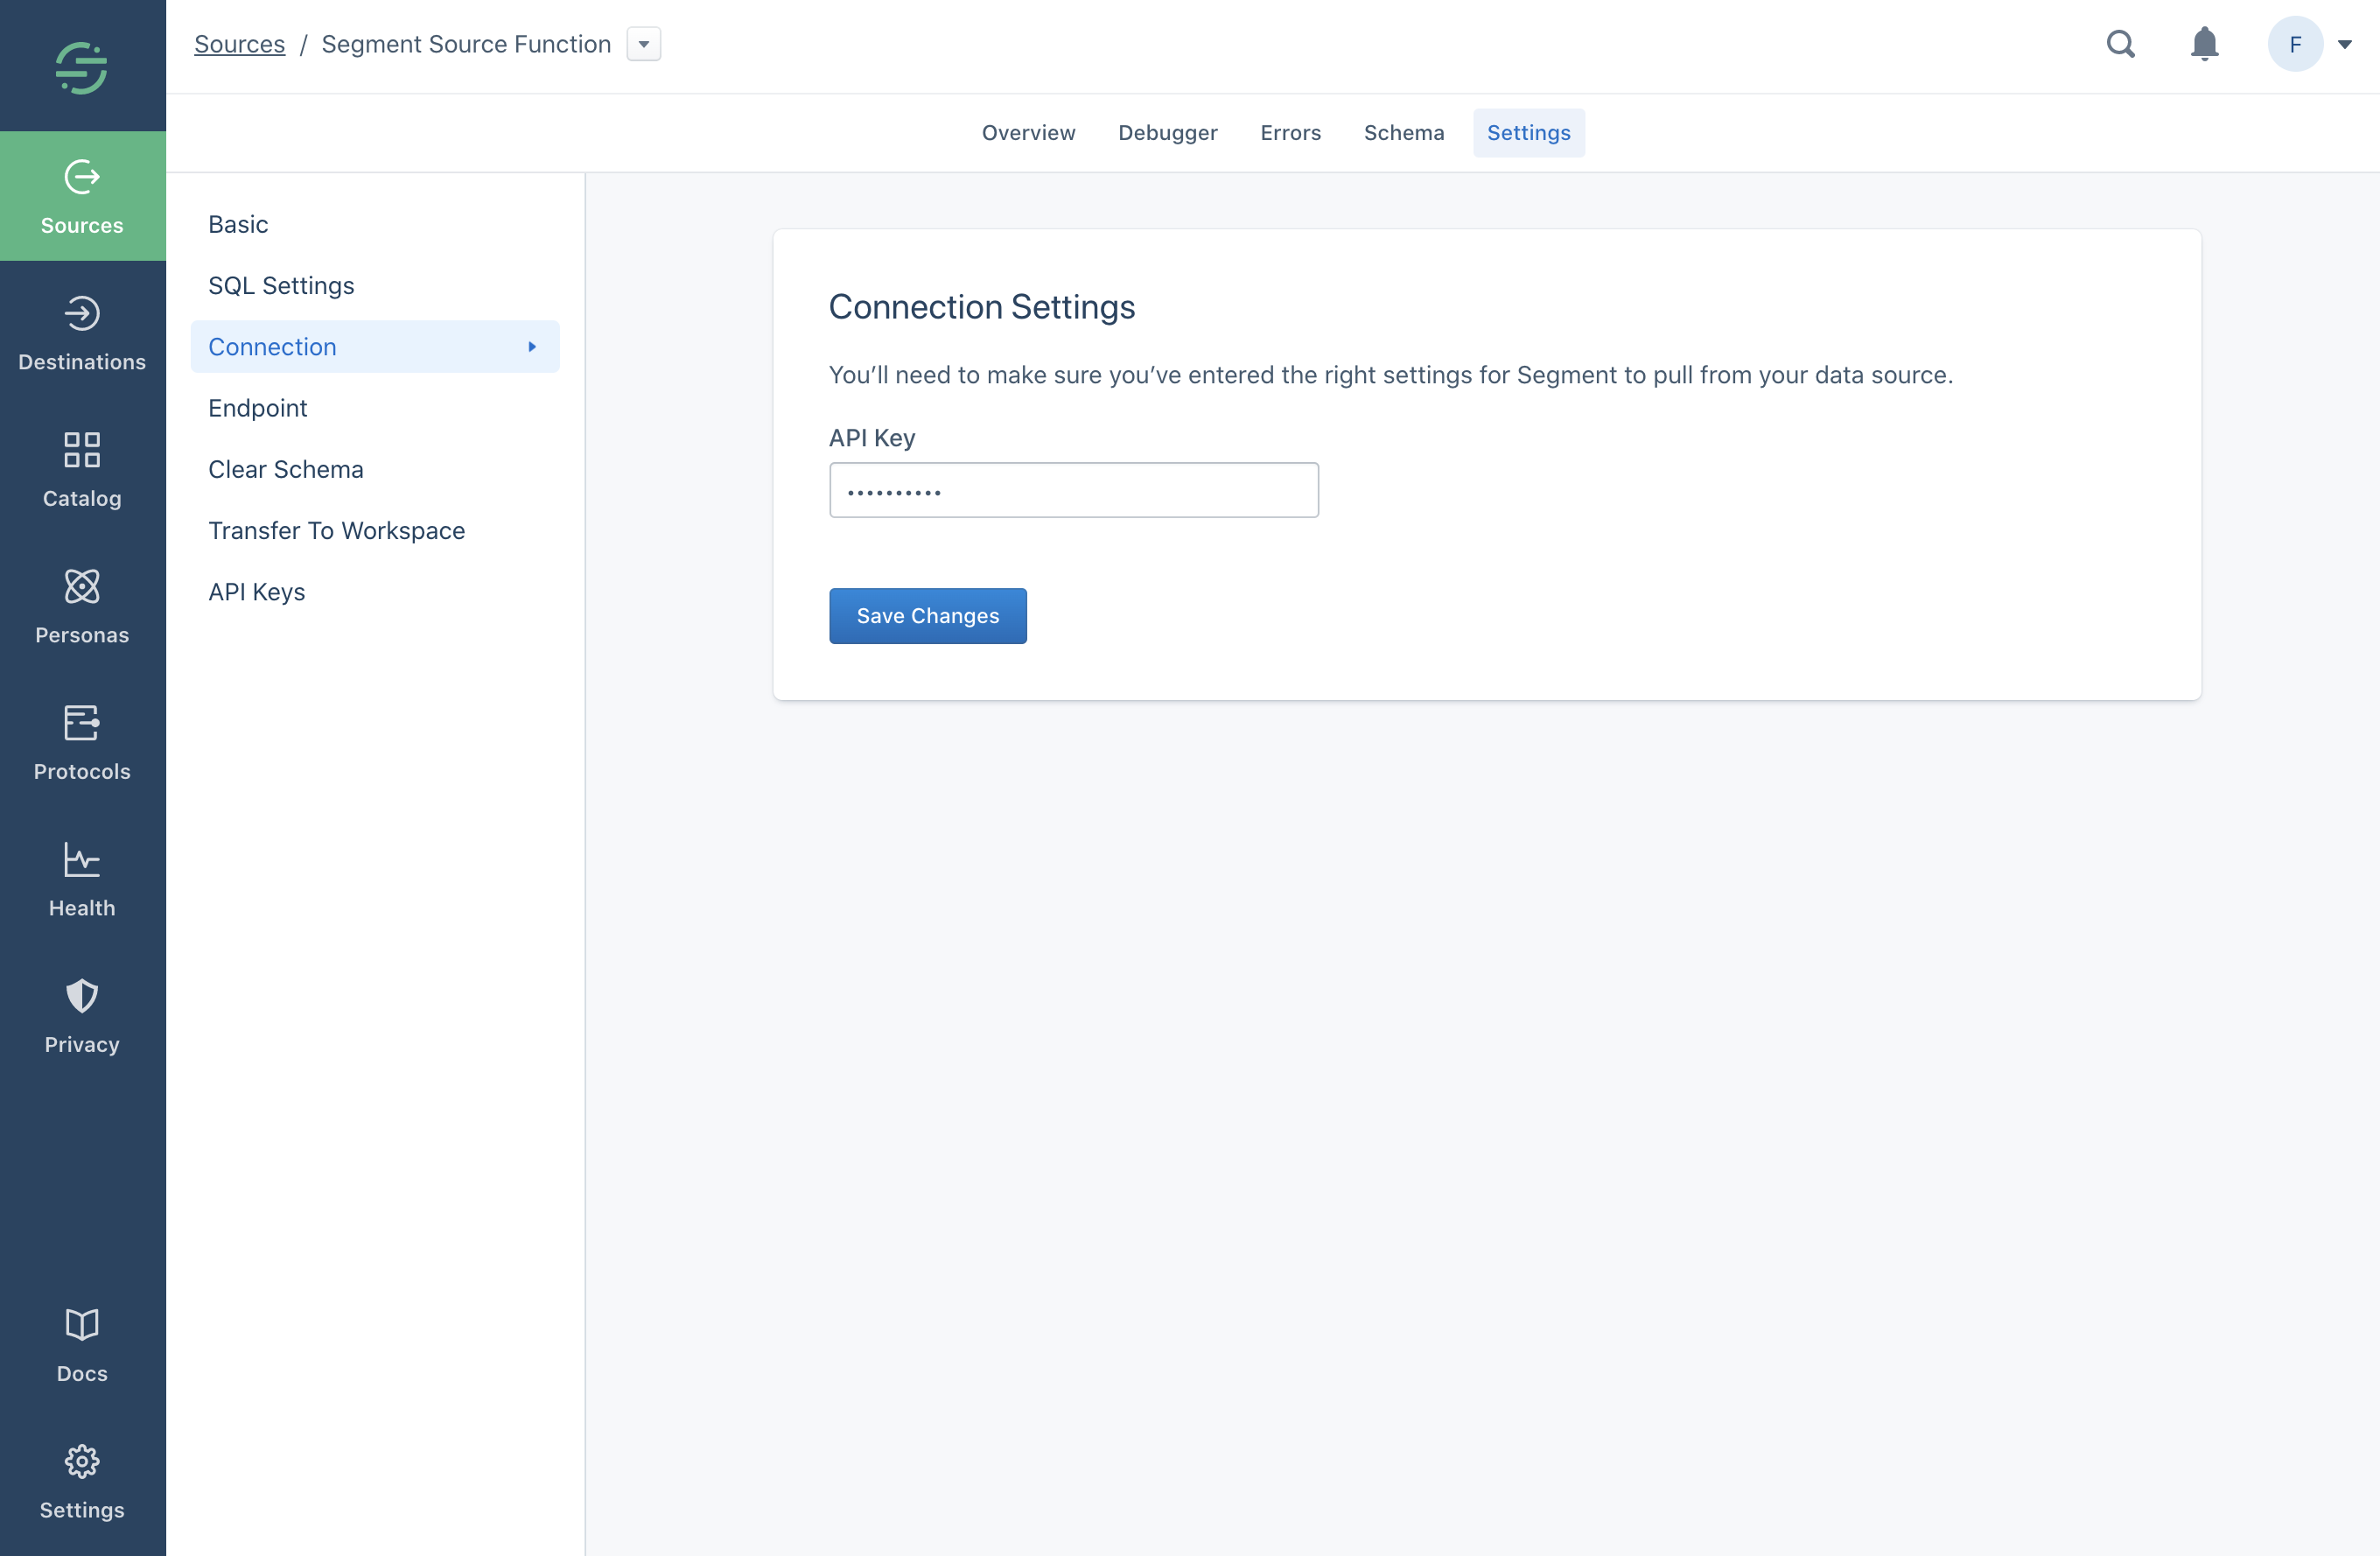 Sources / Segment Source Function
F
Overview Debugger Errors Schema Settings
Sources
Destinations
Catalog
Personas
Protocols
Health
Privacy
Docs
Settings
Basic
SQL Settings
Connection
Endpoint
Clear Schema
Transfer To Workspace
API Keys
Connection Settings
You’ll need to make sure you’ve entered the right settings for Segment to pull from your data source.
API Key
••••••••••
Save Changes